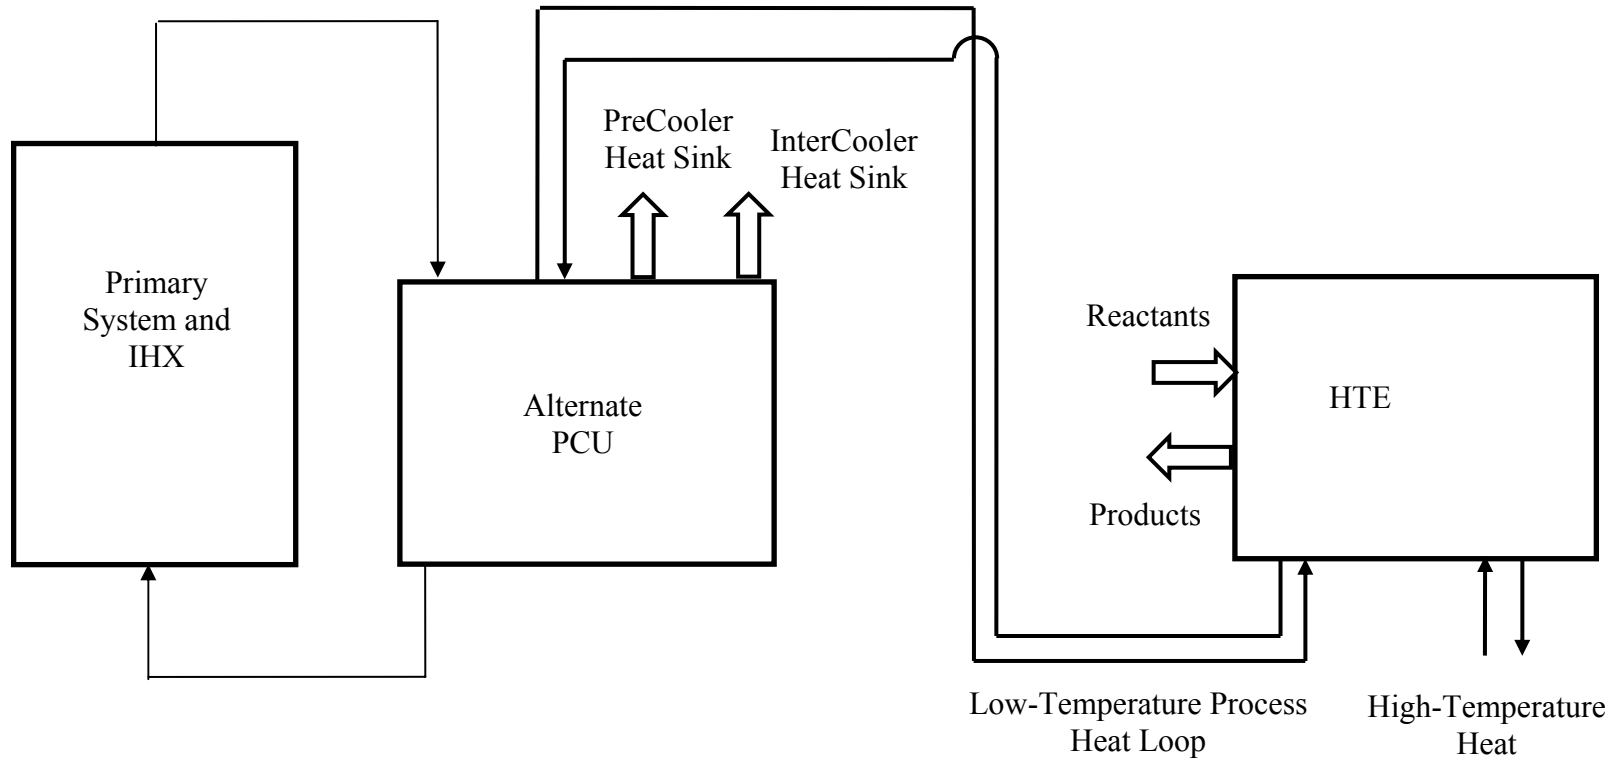 PreCooler
Heat Sink
InterCooler
Heat Sink
Primary
System and
IHX
Alternate
PCU
Reactants
HTE
Products
Low-Temperature Process
Heat Loop
High-Temperature
Heat